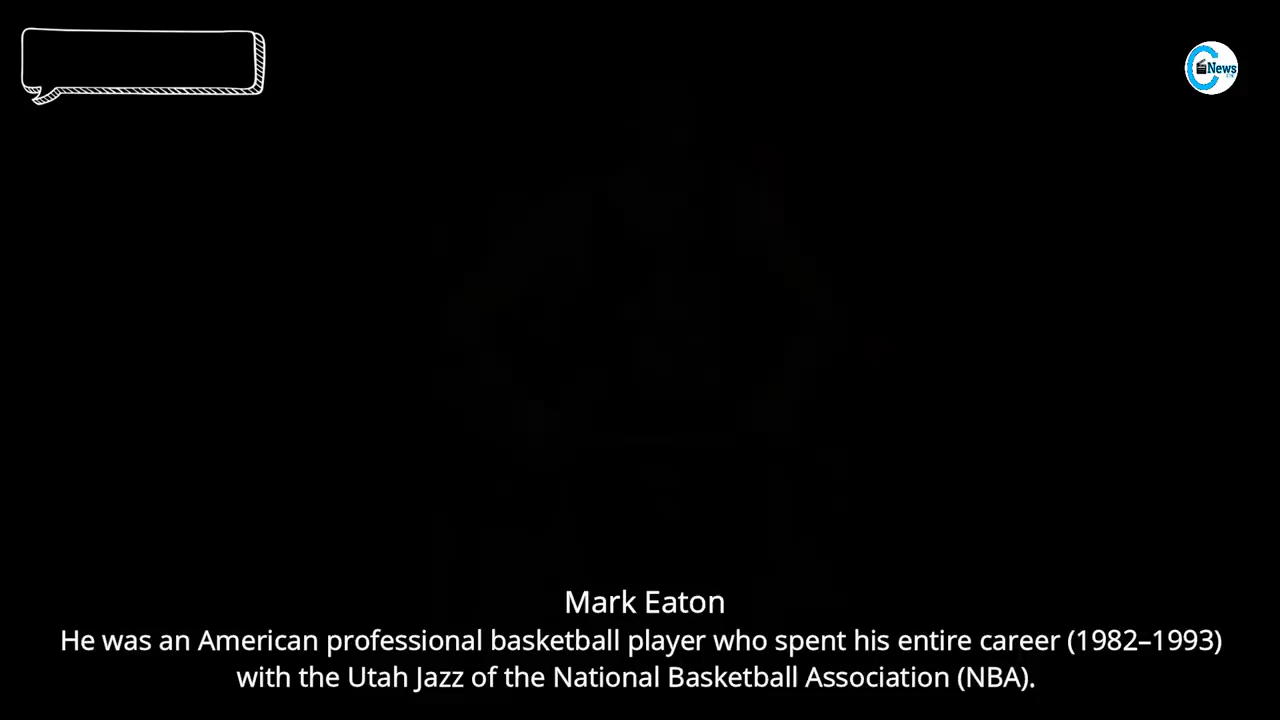 News
Mark Eaton
He was an American professional basketball player who spent his entire career (1982–1993)
with the Utah Jazz of the National Basketball Association (NBA).